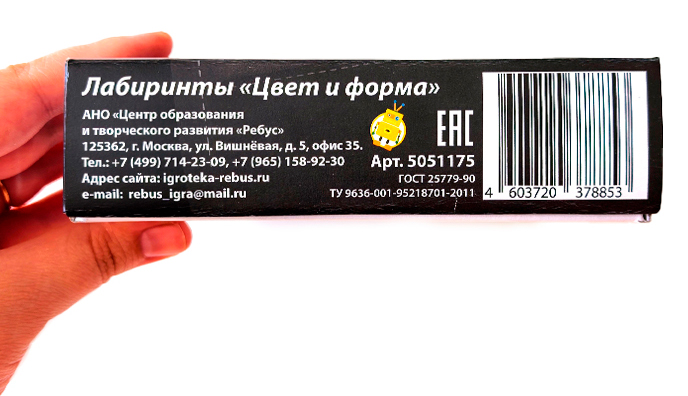 Лабиринты «Цвет и форма»
АНО «Центр образования
и творческого развития «Ребус»
125362, г. Москва, ул. Вишнёвая, д. 5, офис 35.
Тел.: +7 (499) 714-23-09, +7 (965) 158-92-30
Адрес сайта: igroteka-rebus.ru
e-mail: rebus_igra@mail.ru
EAC
Арт. 5051175
ГОСТ 25779-90
ТУ 9636-001-95218701-2011
4 603720 378853